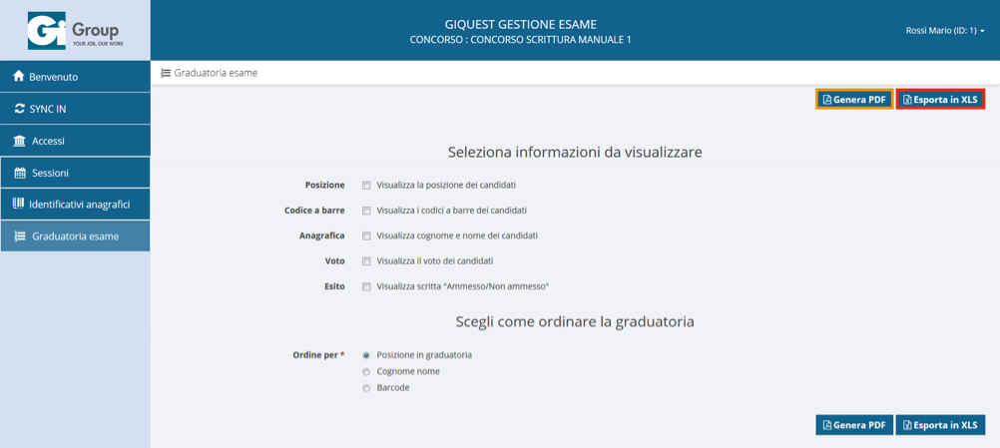 Gi Group
YOUR JOB, OUR WORK
GIQUEST GESTIONE ESAME
CONCORSO : CONCORSO SCRITTURA MANUALE 1
Rossi Mario (ID: 1)
Benvenuto
SYNC IN
Accessi
Sessioni
Identificativi anagrafici
Graduatoria esame
Graduatoria esame
Genera PDF
Esporta in XLS
Seleziona informazioni da visualizzare
Posizione Visualizza la posizione dei candidati
Codice a barre Visualizza i codici a barre dei candidati
Anagrafica Visualizza cognome e nome dei candidati
Voto Visualizza il voto dei candidati
Esito Visualizza scritta "Ammesso/Non ammesso"
Scegli come ordinare la graduatoria
Ordine per * Posizione in graduatoria
Cognome nome
Barcode
Genera PDF
Esporta in XLS